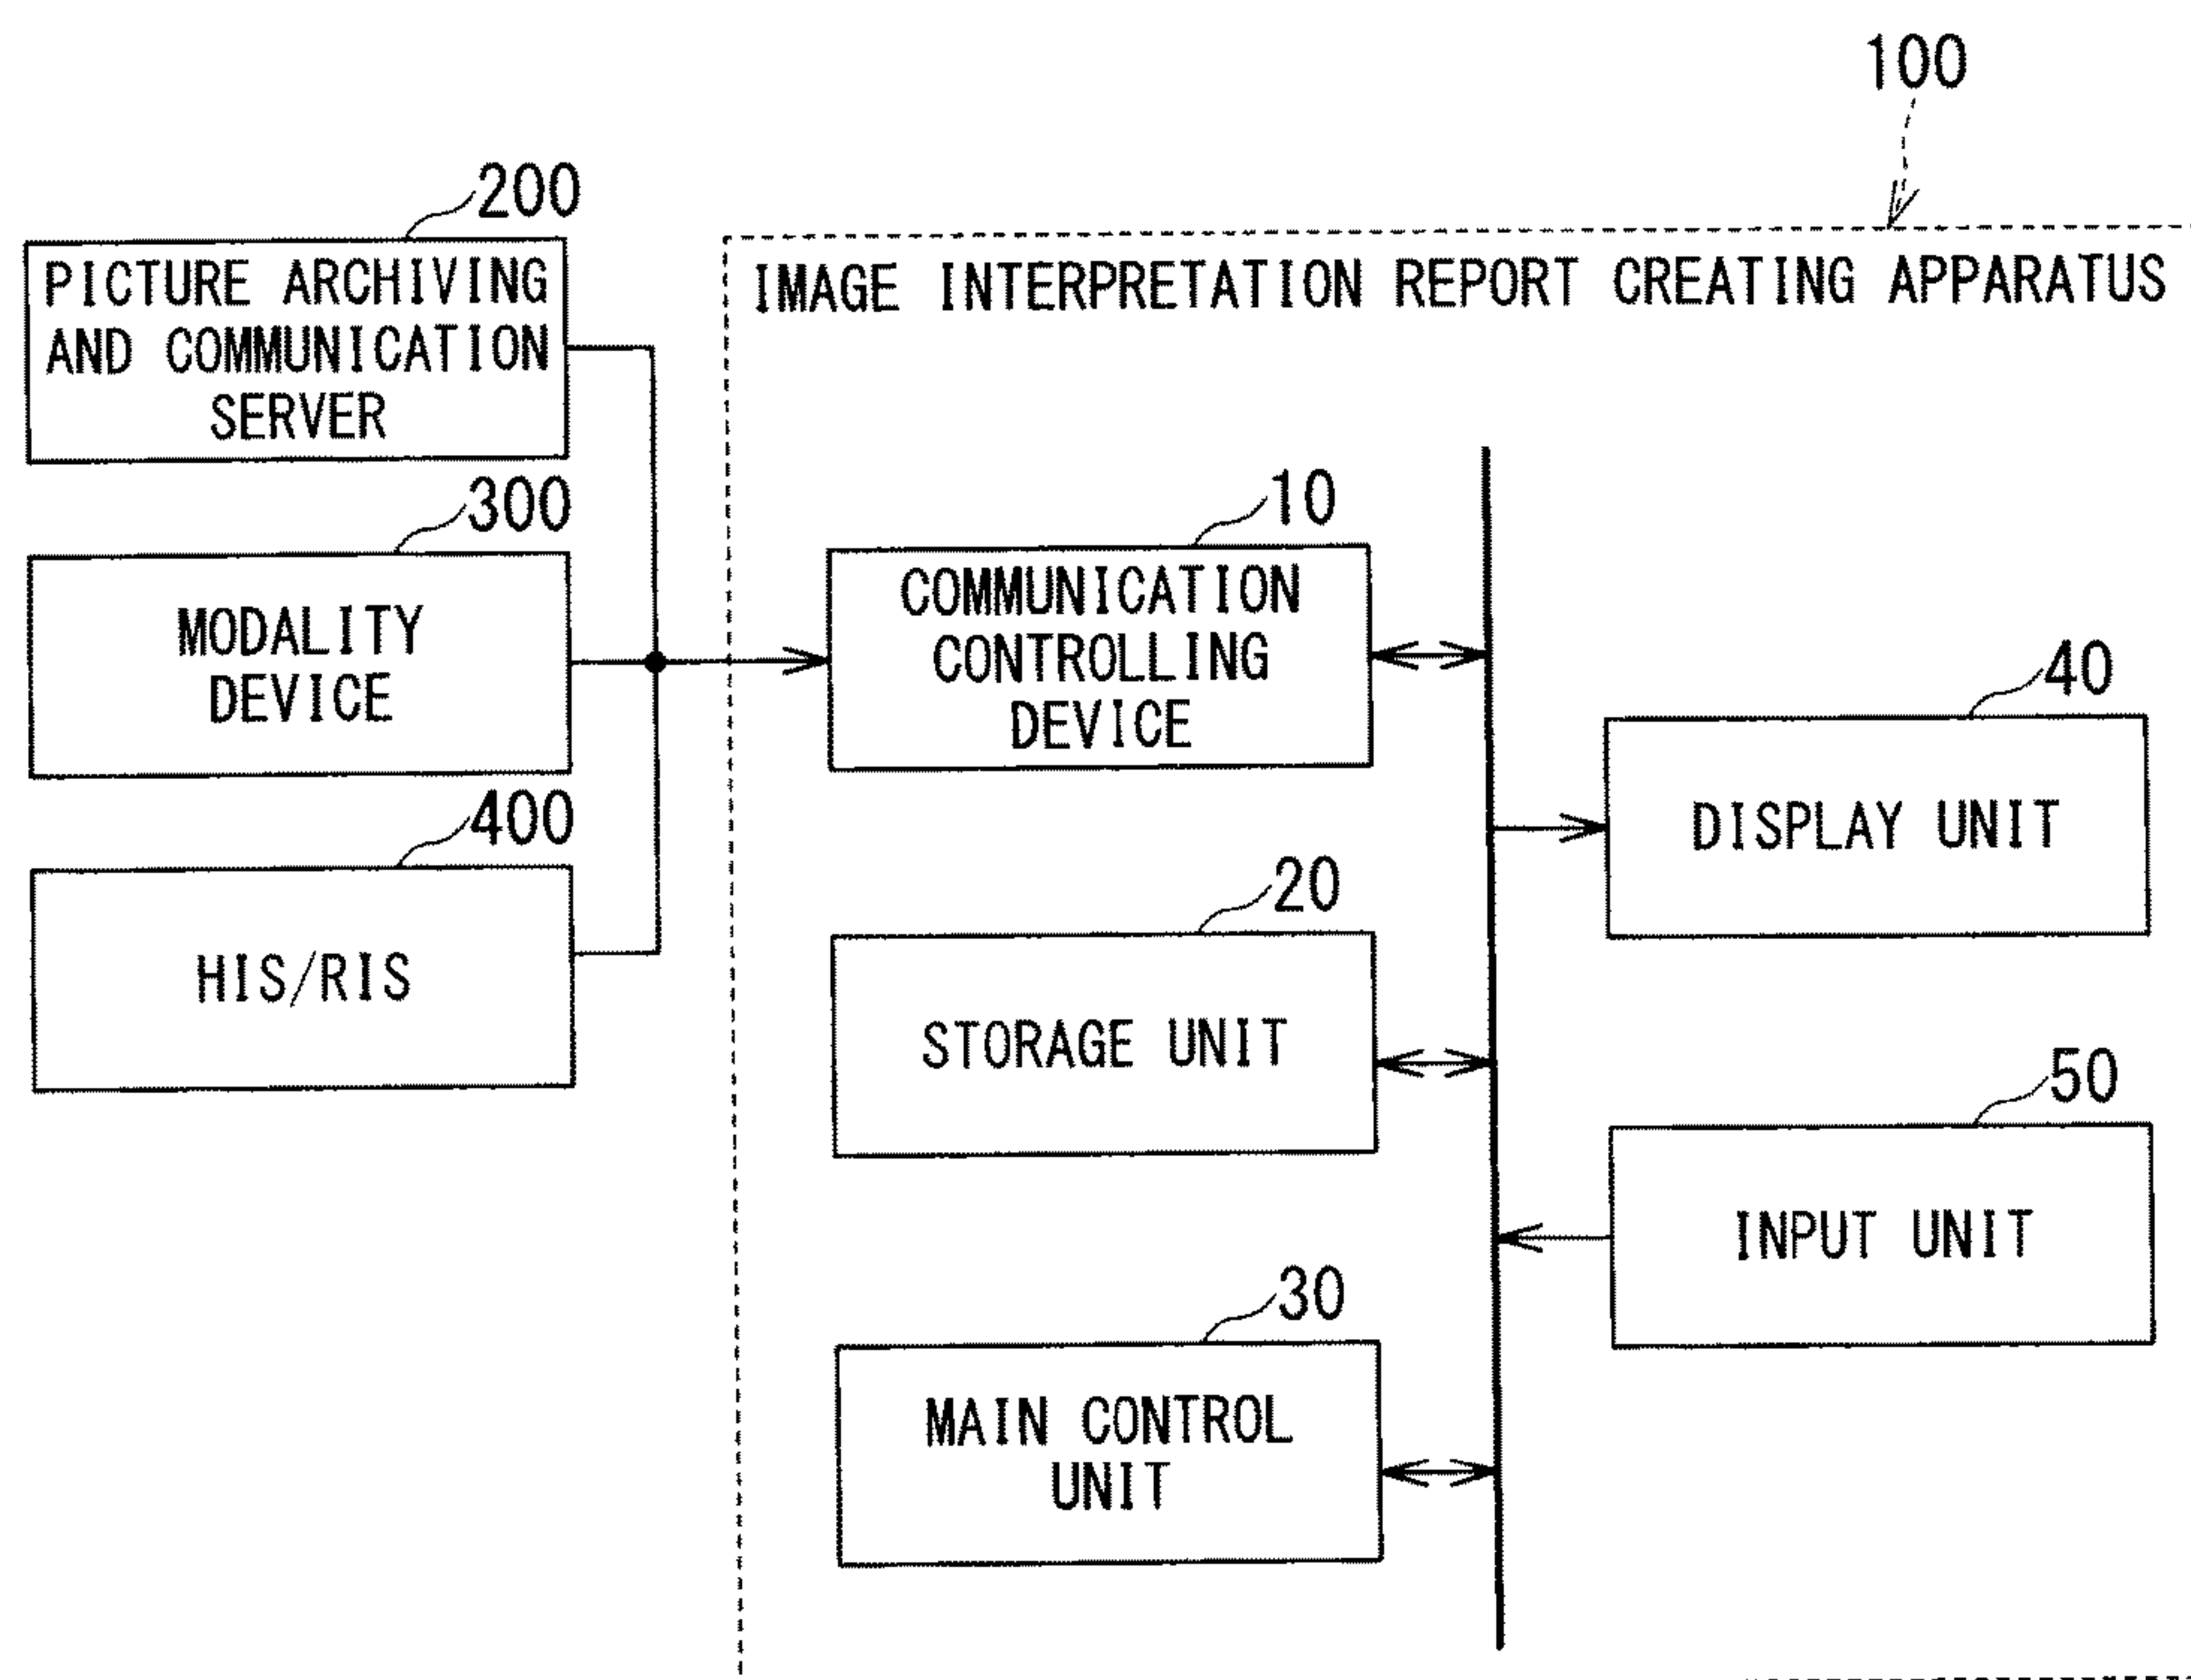 100
200
PICTURE ARCHIVING
AND COMMUNICATION
SERVER
IMAGE INTERPRETATION REPORT CREATING APPARATUS
300
MODALITY
DEVICE
10
COMMUNICATION
CONTROLLING
DEVICE
40
DISPLAY UNIT
400
HIS/RIS
20
STORAGE UNIT
50
INPUT UNIT
30
MAIN CONTROL
UNIT